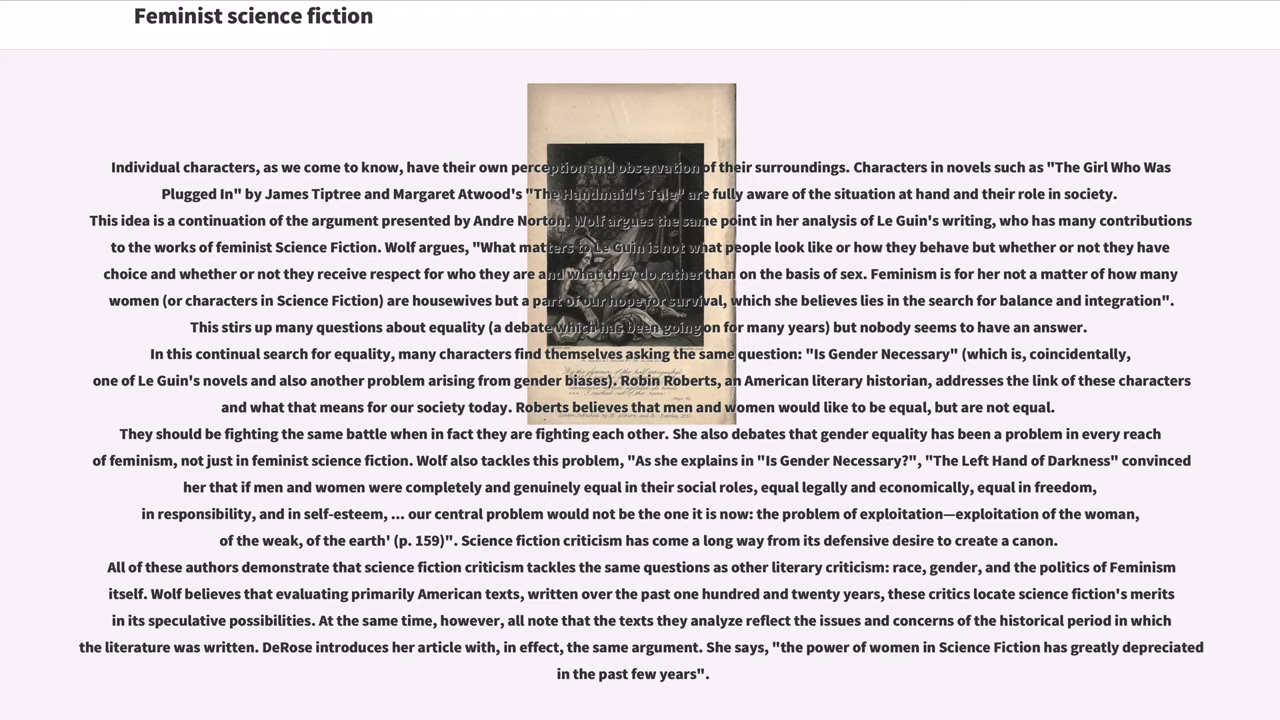 Feminist science fiction
Individual characters, as we come to know, have their own perception and observation of their surroundings. Characters in novels such as "The Girl Who Was
Plugged In" by James Tiptree and Margaret Atwood's "The Handmaid's Tale" are fully aware of the situation at hand and their role in society.
This idea is a continuation of the argument presented by Andre Norton. Wolf argues the same point in her analysis of Le Guin's writing, who has many contributions
to the works of feminist Science Fiction. Wolf argues, "What matters to Le Guin is not what people look like or how they behave but whether or not they have
choice and whether or not they receive respect for who they are and what they do rather than on the basis of sex. Feminism is for her not a matter of how many
women (or characters in Science Fiction) are housewives but a part of our hope for survival, which she believes lies in the search for balance and integration".
This stirs up many questions about equality (a debate which has been going on for many years) but nobody seems to have an answer.
In this continual search for equality, many characters find themselves asking the same question: "Is Gender Necessary" (which is, coincidentally,
one of Le Guin's novels and also another problem arising from gender biases). Robin Roberts, an American literary historian, addresses the link of these characters
and what that means for our society today. Roberts believes that men and women would like to be equal, but are not equal.
They should be fighting the same battle when in fact they are fighting each other. She also debates that gender equality has been a problem in every reach
of feminism, not just in feminist science fiction. Wolf also tackles this problem, "As she explains in "Is Gender Necessary?", "The Left Hand of Darkness" convinced
her that if men and women were completely and genuinely equal in their social roles, equal legally and economically, equal in freedom,
in responsibility, and in self-esteem, ... our central problem would not be the one it is now: the problem of exploitation—exploitation of the woman,
of the weak, of the earth' (p. 159)". Science fiction criticism has come a long way from its defensive desire to create a canon.
All of these authors demonstrate that science fiction criticism tackles the same questions as other literary criticism: race, gender, and the politics of Feminism
itself. Wolf believes that evaluating primarily American texts, written over the past one hundred and twenty years, these critics locate science fiction's merits
in its speculative possibilities. At the same time, however, all note that the texts they analyze reflect the issues and concerns of the historical period in which
the literature was written. DeRose introduces her article with, in effect, the same argument. She says, "the power of women in Science Fiction has greatly depreciated
in the past few years".